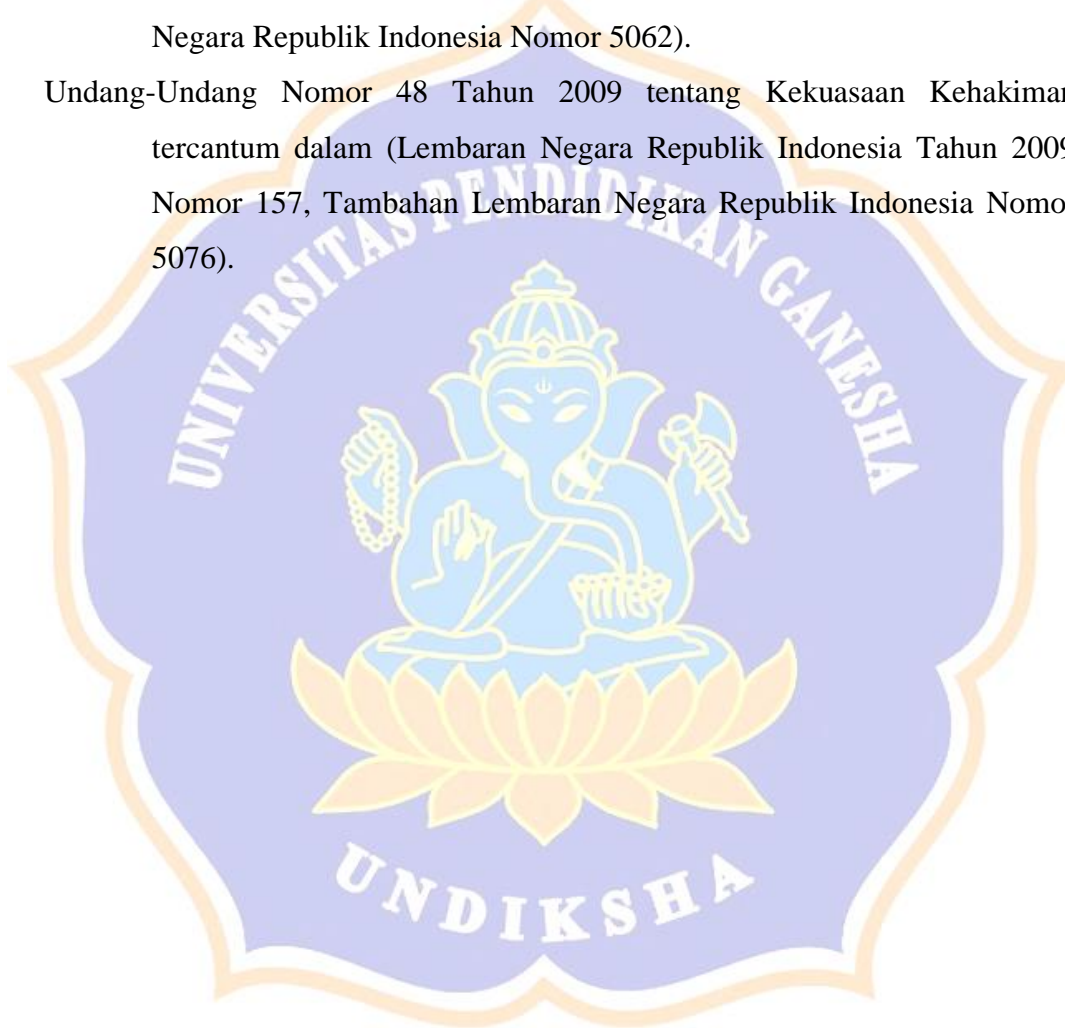 Negara Republik Indonesia Nomor 5062).
Undang-Undang Nomor 48 Tahun 2009 tentang Kekuasaan Kehakiman
tercantum dalam (Lembaran Negara Republik Indonesia Tahun 2009
Nomor 157, Tambahan Lembaran Negara Republik Indonesia Nomo
5076).
UNIVERSITAS PENDIDIKAN GANESHA
UNDIKSHA